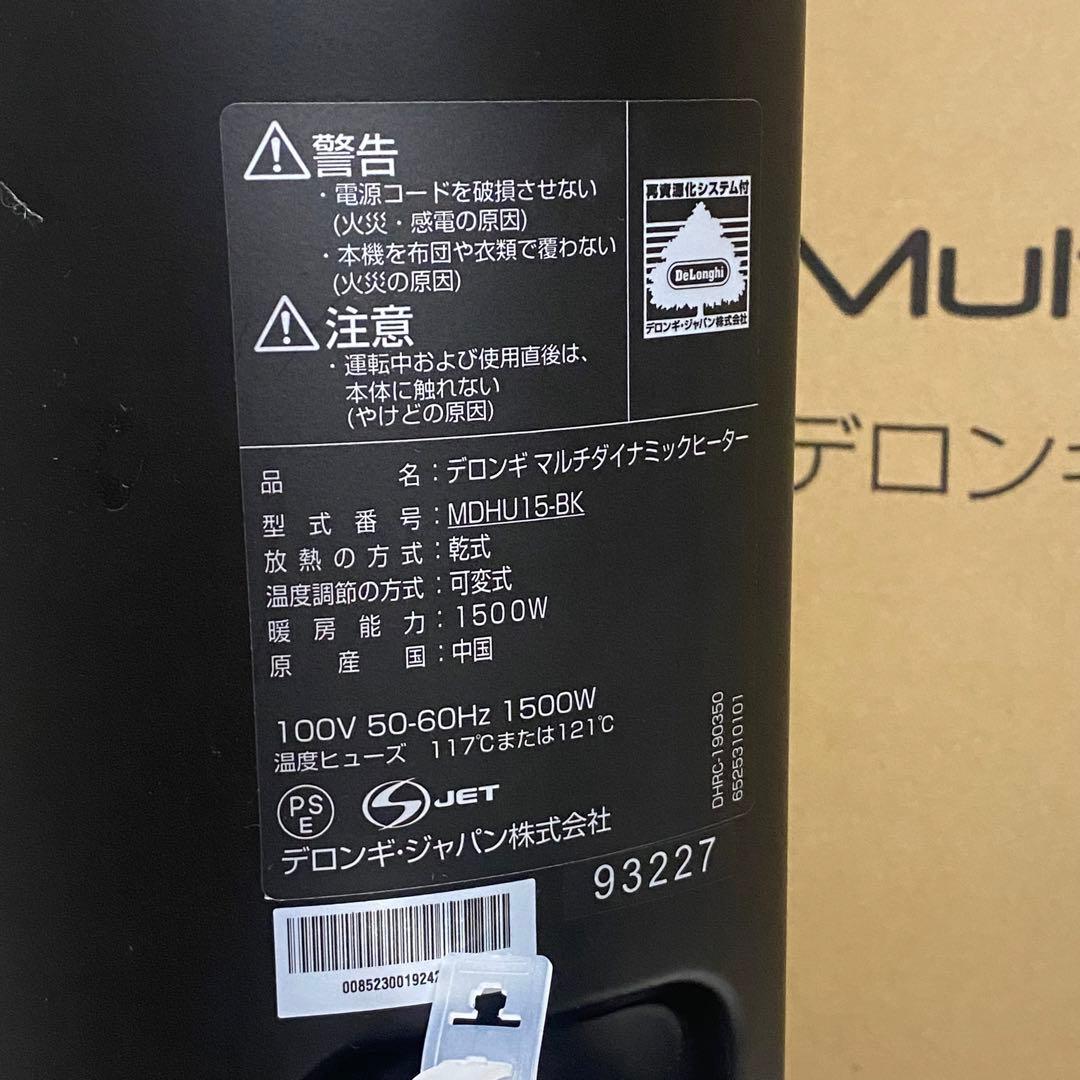 警告
・電源コードを破損させない
(火災・感電の原因)
・本機を布団や衣類で覆わない
(火災の原因)
注意
・運転中および使用直後は、
本体に触れない
(やけどの原因)
再資源化システム付
DeLonghi
デロンギ・ジャパン株式会社
品名：デロンギ マルチダイナミックヒーター
型式番号：MDHU15-BK
放熱の方式：乾式
温度調節の方式：可変式
暖房能力：1500W
原産国：中国
100V 50-60Hz 1500W
温度ヒューズ 117℃または121℃
PS
E
S JET
デロンギ・ジャパン株式会社
DHRC-190350
6525310101
93227
Mul
デロン